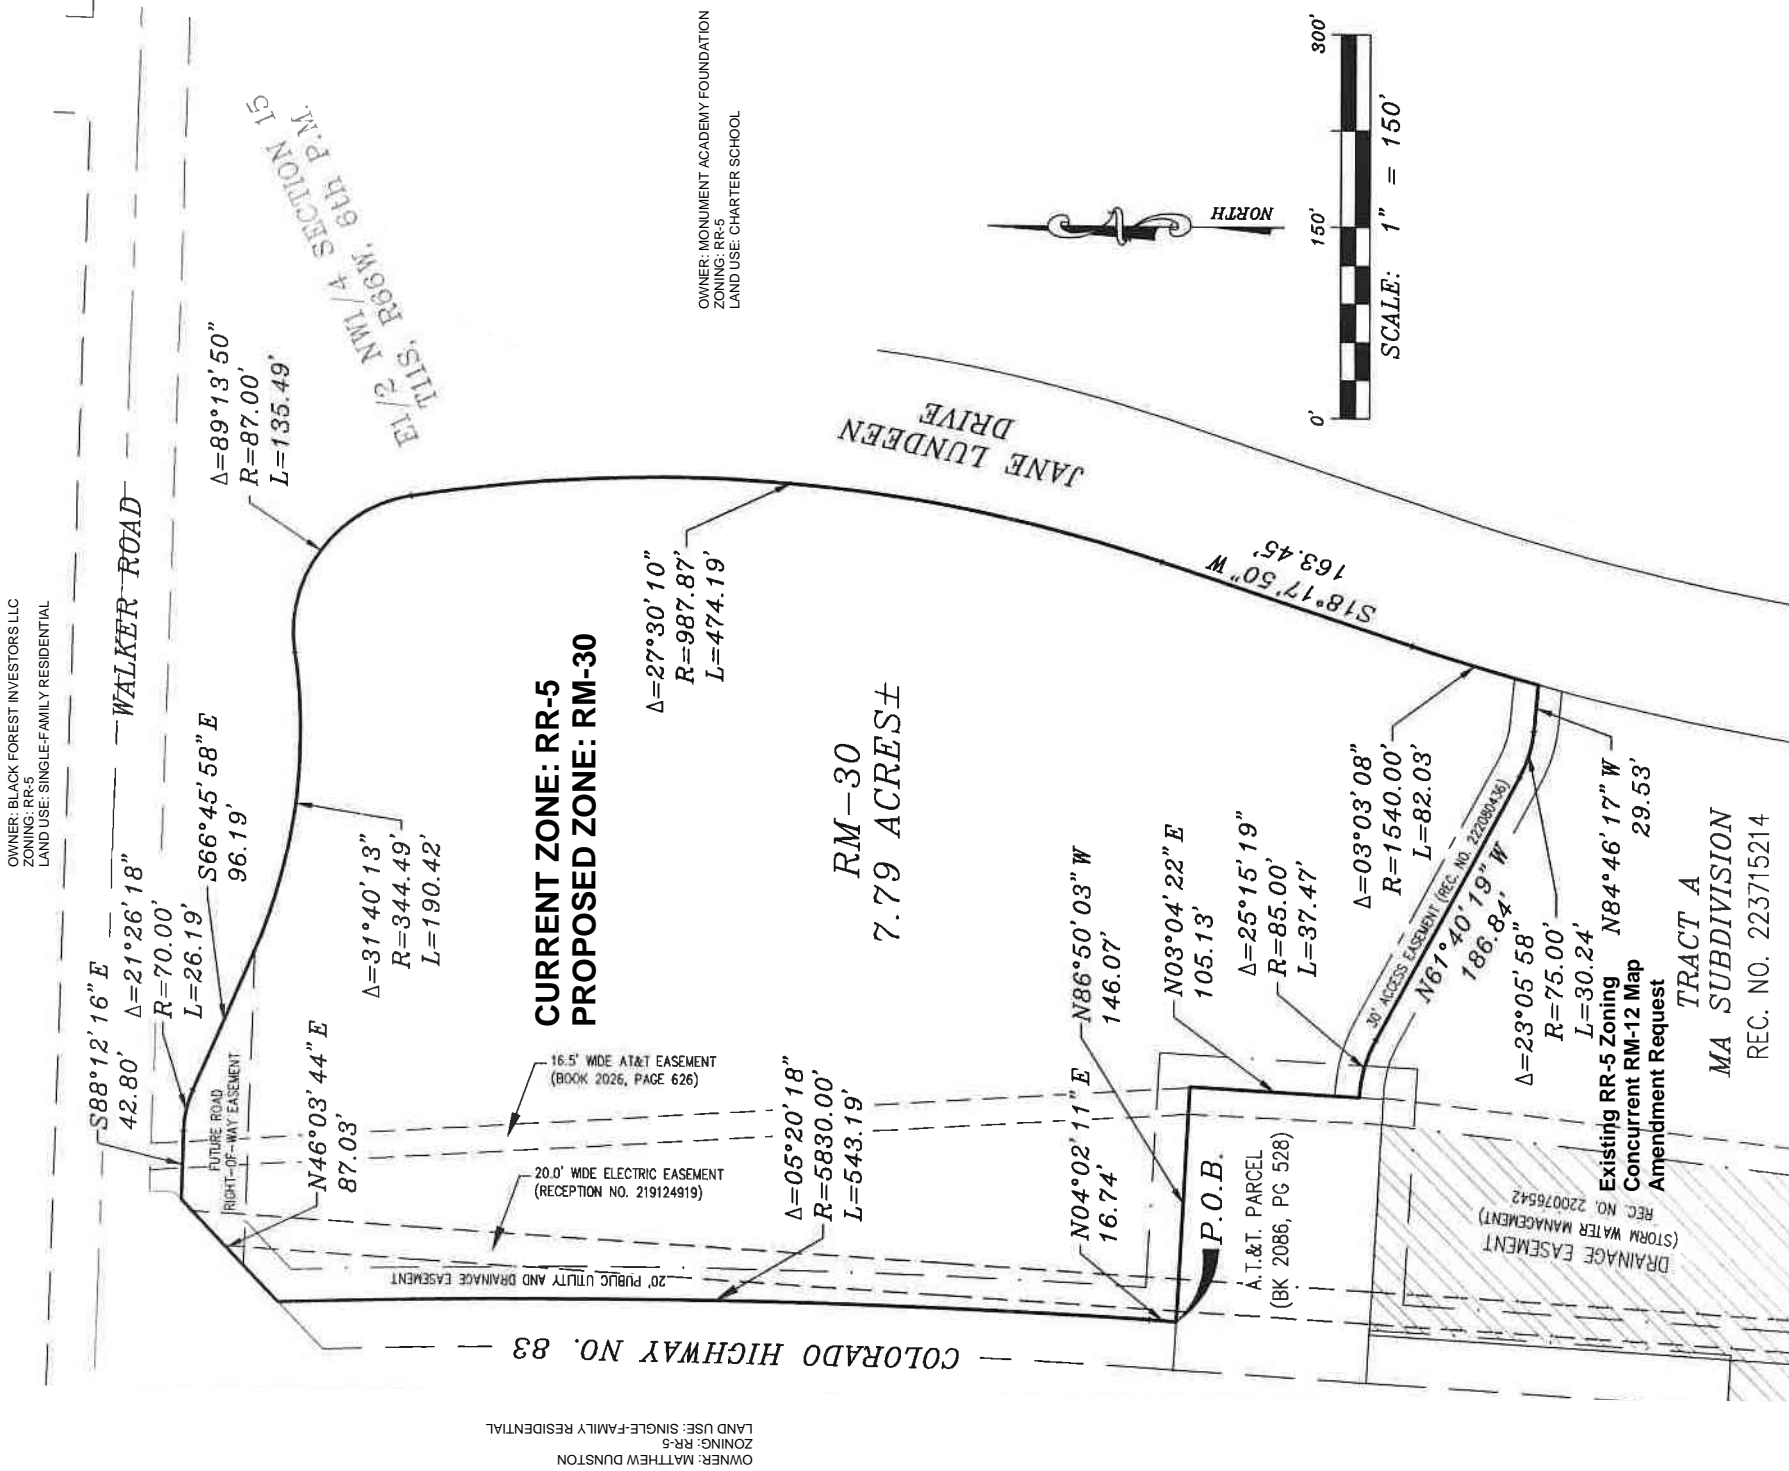 OWNER: BLACK FOREST INVESTORS LLC
ZONING: RR-5
LAND USE: SINGLE-FAMILY RESIDENTIAL
WALKER ROAD
E1/2 NW1/4 SECTION 15
T11S, R66W, 6th P.M.
OWNER: MONUMENT ACADEMY FOUNDATION
ZONING: RR-5
LAND USE: CHARTER SCHOOL
S88°12'16"E
42.80'
Δ=21°26'18"
R=70.00'
L=26.19'
S66°45'58"E
96.19'
Δ=89°13'50"
R=87.00'
L=135.49'
FUTURE ROAD
RIGHT-OF-WAY EASEMENT
N46°03'44"E
87.03'
Δ=31°40'13"
R=344.49'
L=190.42'
CURRENT ZONE: RR-5
PROPOSED ZONE: RM-30
16.5' WIDE AT&T EASEMENT
(BOOK 2026, PAGE 626)
20.0' WIDE ELECTRIC EASEMENT
(RECEPTION NO. 219124919)
20' PUBLIC UTILITY AND DRAINAGE EASEMENT
COLORADO HIGHWAY NO. 83
OWNER: MATTHEW DUNSTON
ZONING: RR-5
LAND USE: SINGLE-FAMILY RESIDENTIAL
Δ=27°30'10"
R=987.87'
L=474.19'
JANE LUNDEEN
DRIVE
RM-30
7.79 ACRES±
Δ=05°20'18"
R=5830.00'
L=543.19'
N04°02'11"E
16.74'
N86°50'03"W
146.07'
P.O.B.
A.T.&T. PARCEL
(BK 2086, PG 528)
N03°04'22"E
105.13'
Δ=25°15'19"
R=85.00'
L=37.47'
S18°17'50"W
163.45'
Δ=03°03'08"
R=1540.00'
L=82.03'
30' ACCESS EASEMENT (REC. NO. 222080436)
N61°40'19"W
186.84'
Δ=23°05'58"
R=75.00'
L=30.24'
N84°46'17"W
29.53'
Existing RR-5 Zoning
Concurrent RM-12 Map
Amendment Request
DRAINAGE EASEMENT
(STORM WATER MANAGEMENT)
REC. NO. 220076542
TRACT A
MA SUBDIVISION
REC. NO. 223715214
NORTH
0' 150' 300'
SCALE: 1" = 150'